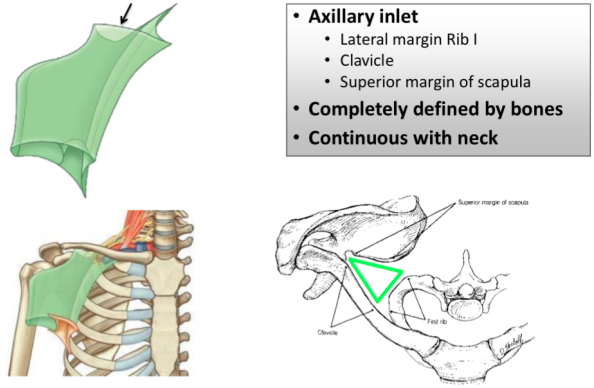 • Axillary inlet
• Lateral margin Rib I
• Clavicle
• Superior margin of scapula
• Completely defined by bones
• Continuous with neck
Superior margin of scapula
Clavicle
First rib